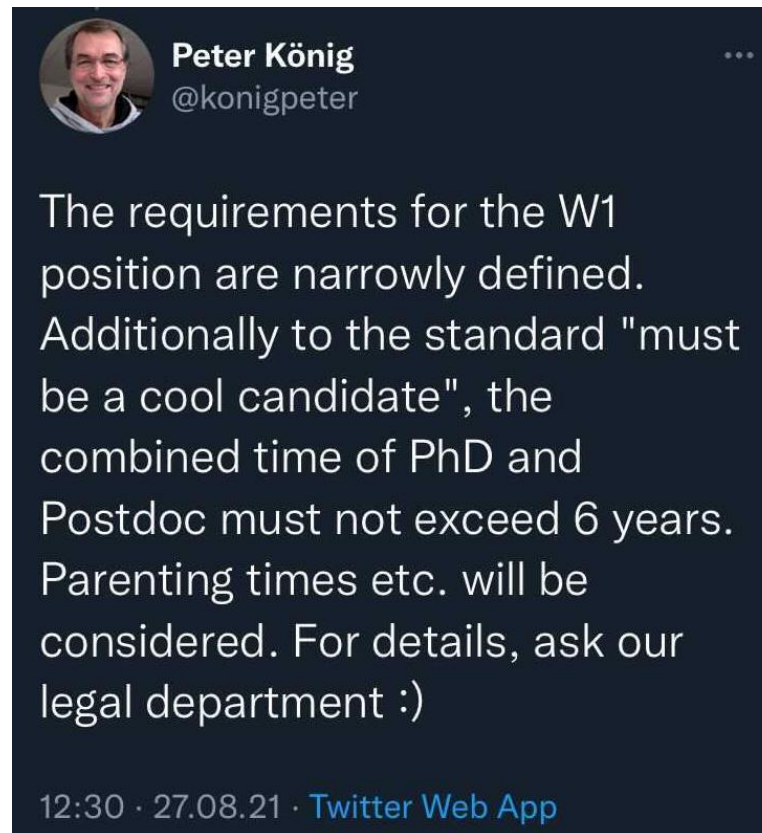 Peter König
@konigpeter
The requirements for the W1
position are narrowly defined.
Additionally to the standard "must
be a cool candidate", the
combined time of PhD and
Postdoc must not exceed 6 years.
Parenting times etc. will be
considered. For details, ask our
legal department :)
12:30 · 27.08.21 · Twitter Web App